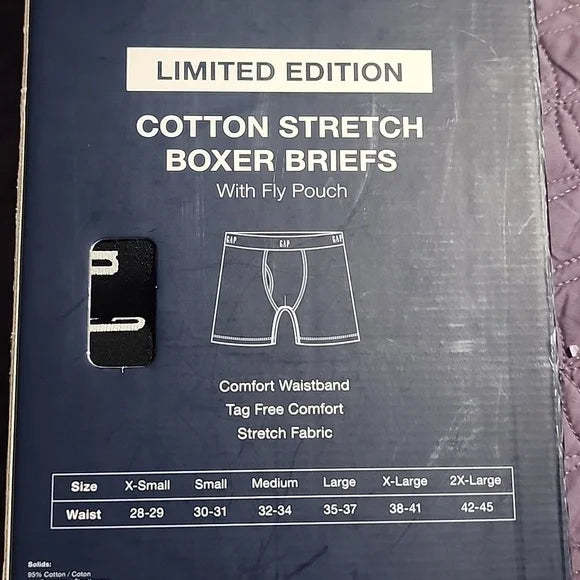 LIMITED EDITION
COTTON STRETCH
BOXER BRIEFS
With Fly Pouch
GAP GAP GAP
Comfort Waistband
Tag Free Comfort
Stretch Fabric
Size X-Small Small Medium Large X-Large 2X-Large
Waist 28-29 30-31 32-34 35-37 38-41 42-45
Solids:
95% Cotton / Coton